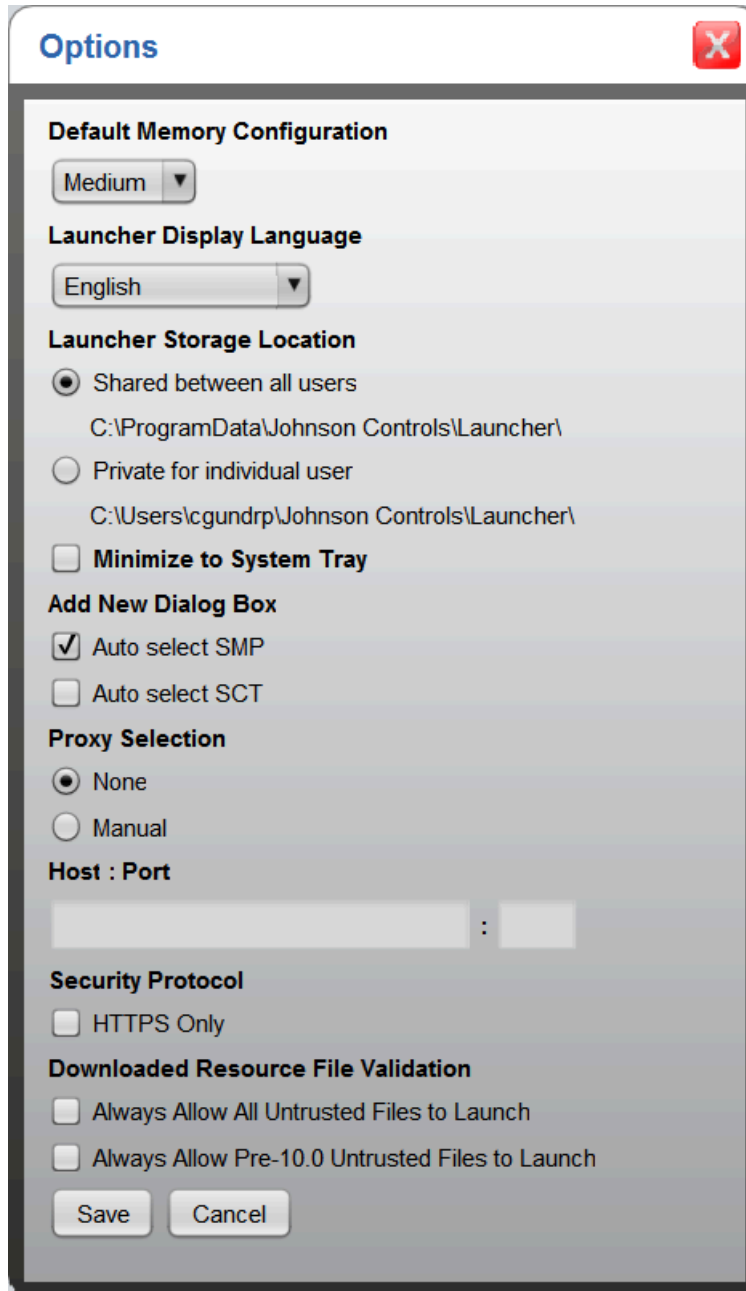 Options
X
Default Memory Configuration
Medium
Launcher Display Language
English
Launcher Storage Location
Shared between all users
C:\ProgramData\Johnson Controls\Launcher\
Private for individual user
C:\Users\cgundrp\Johnson Controls\Launcher\
Minimize to System Tray
Add New Dialog Box
Auto select SMP
Auto select SCT
Proxy Selection
None
Manual
Host : Port
:
Security Protocol
HTTPS Only
Downloaded Resource File Validation
Always Allow All Untrusted Files to Launch
Always Allow Pre-10.0 Untrusted Files to Launch
Save Cancel